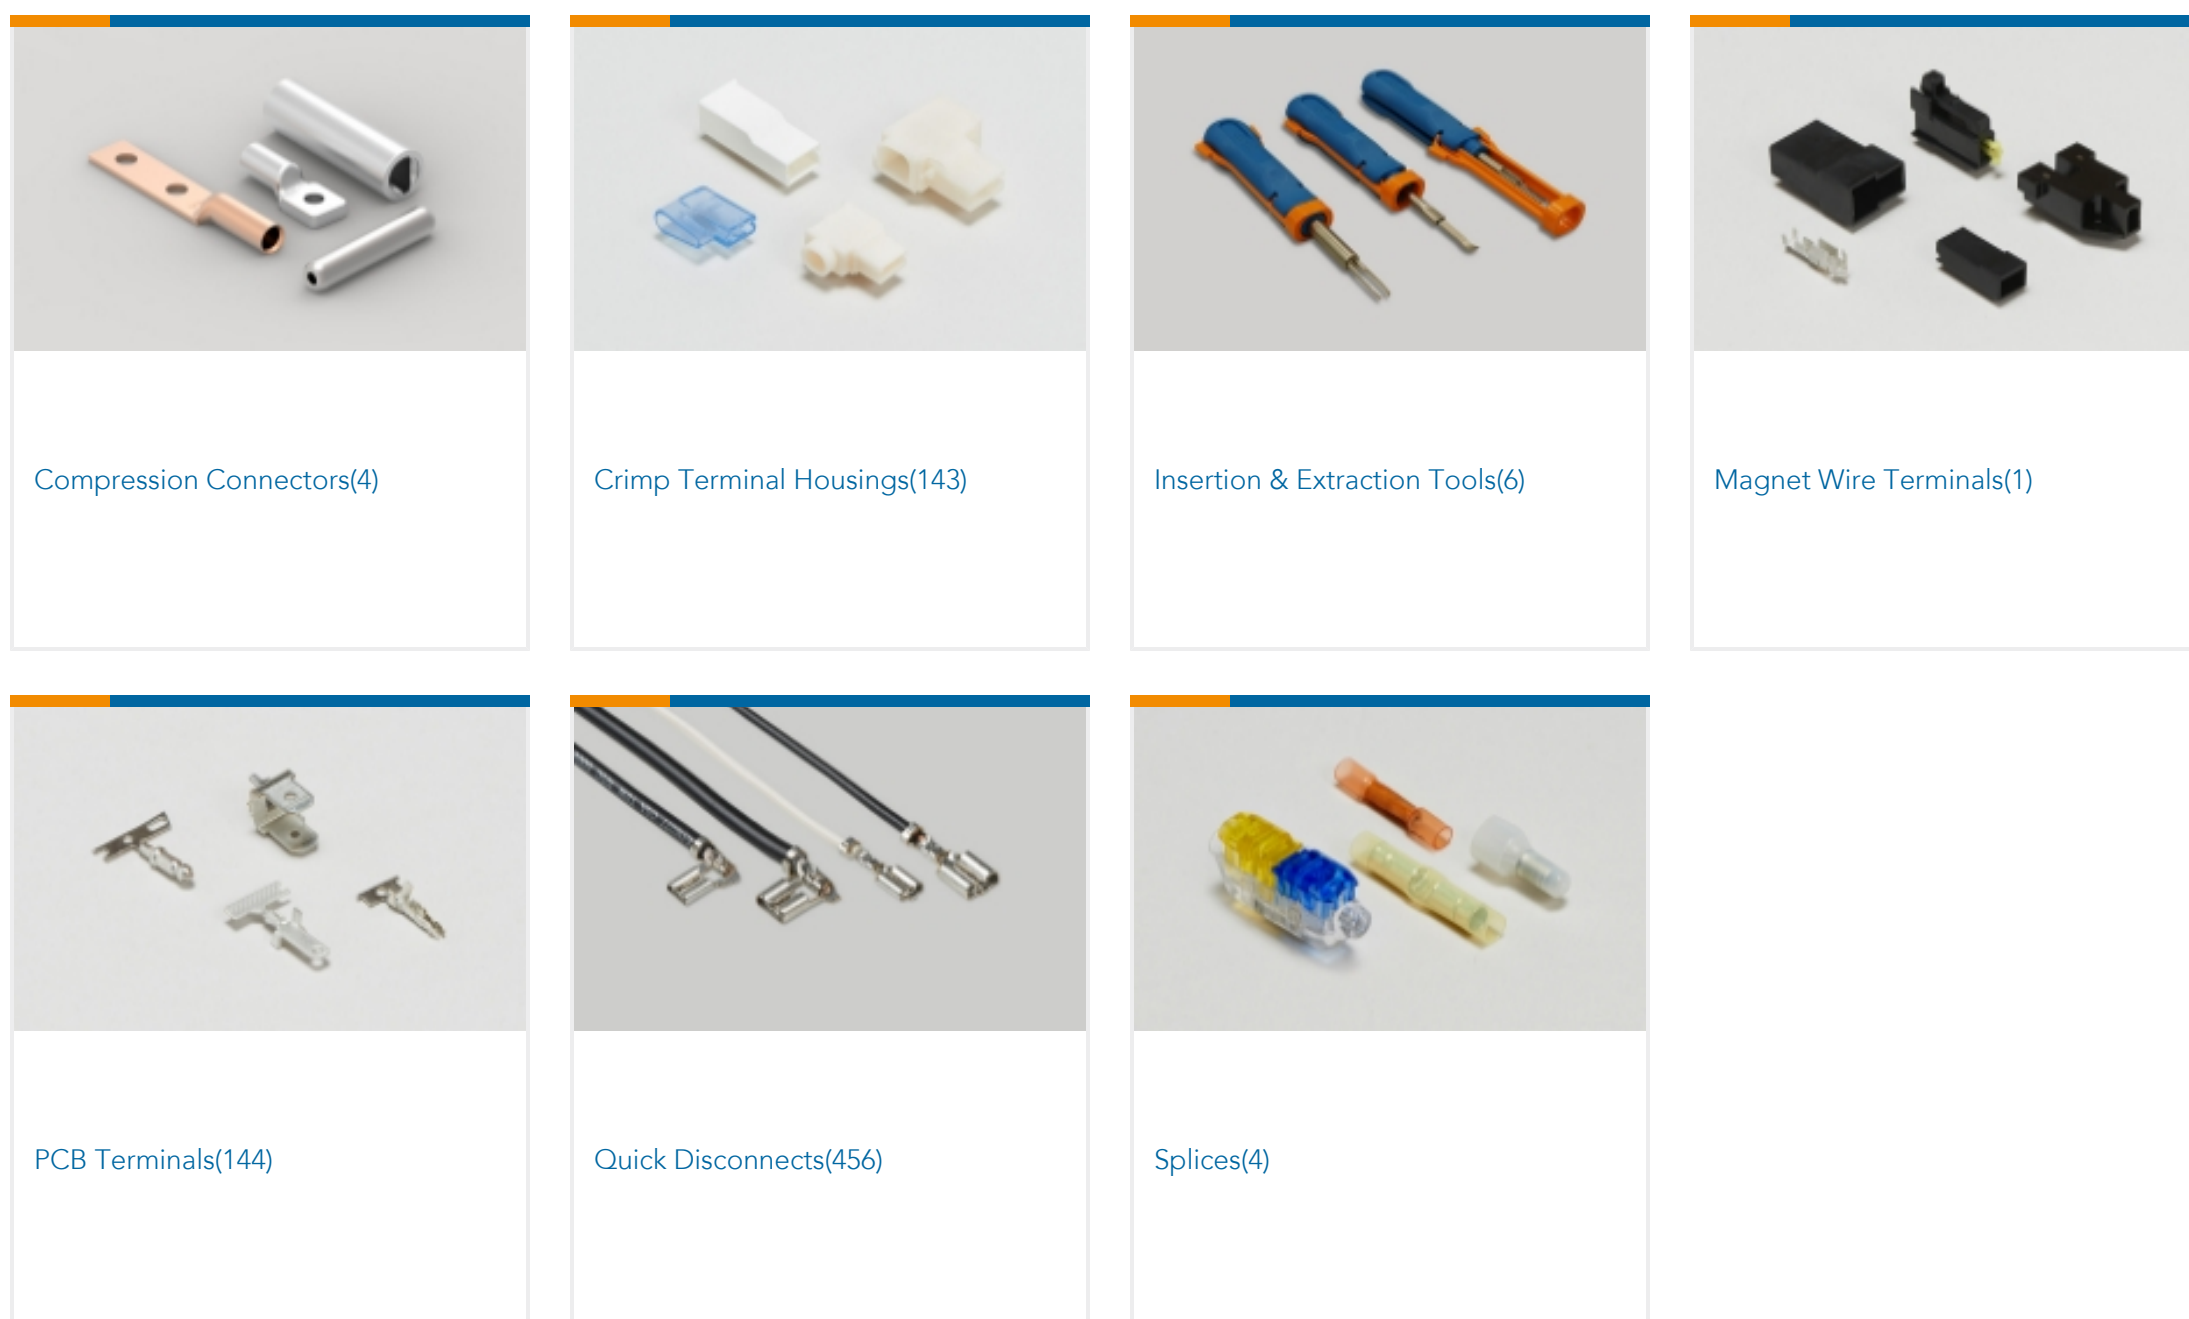 Compression Connectors(4)
Crimp Terminal Housings(143)
Insertion & Extraction Tools(6)
Magnet Wire Terminals(1)
PCB Terminals(144)
Quick Disconnects(456)
Splices(4)